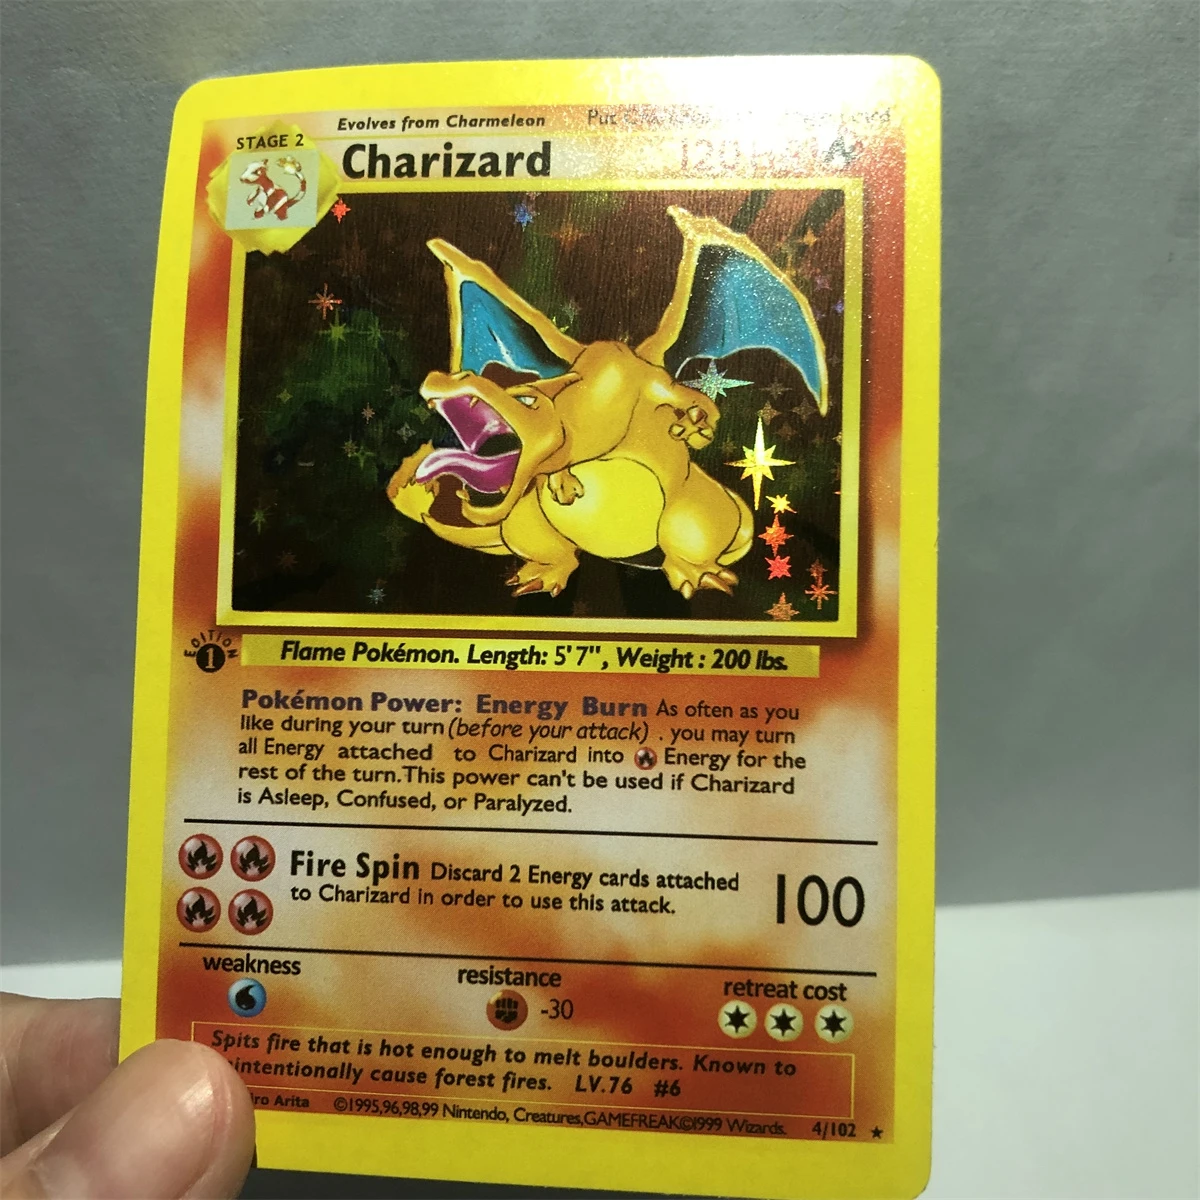 Evolves from Charmeleon Put
STAGE 2
Charizard 120
EDITION
1
Flame Pokémon. Length: 5'7", Weight : 200 lbs.
Pokémon Power: Energy Burn As often as you
like during your turn (before your attack) . you may turn
all Energy attached to Charizard into Energy for the
rest of the turn.This power can't be used if Charizard
is Asleep, Confused, or Paralyzed.
Fire Spin Discard 2 Energy cards attached
to Charizard in order to use this attack.
100
weakness resistance retreat cost
-30
Spits fire that is hot enough to melt boulders. Known to
intentionally cause forest fires. LV.76 #6
Arita ©1995,96,98,99 Nintendo, Creatures,GAMEFREAK©1999 Wizards. 4/102